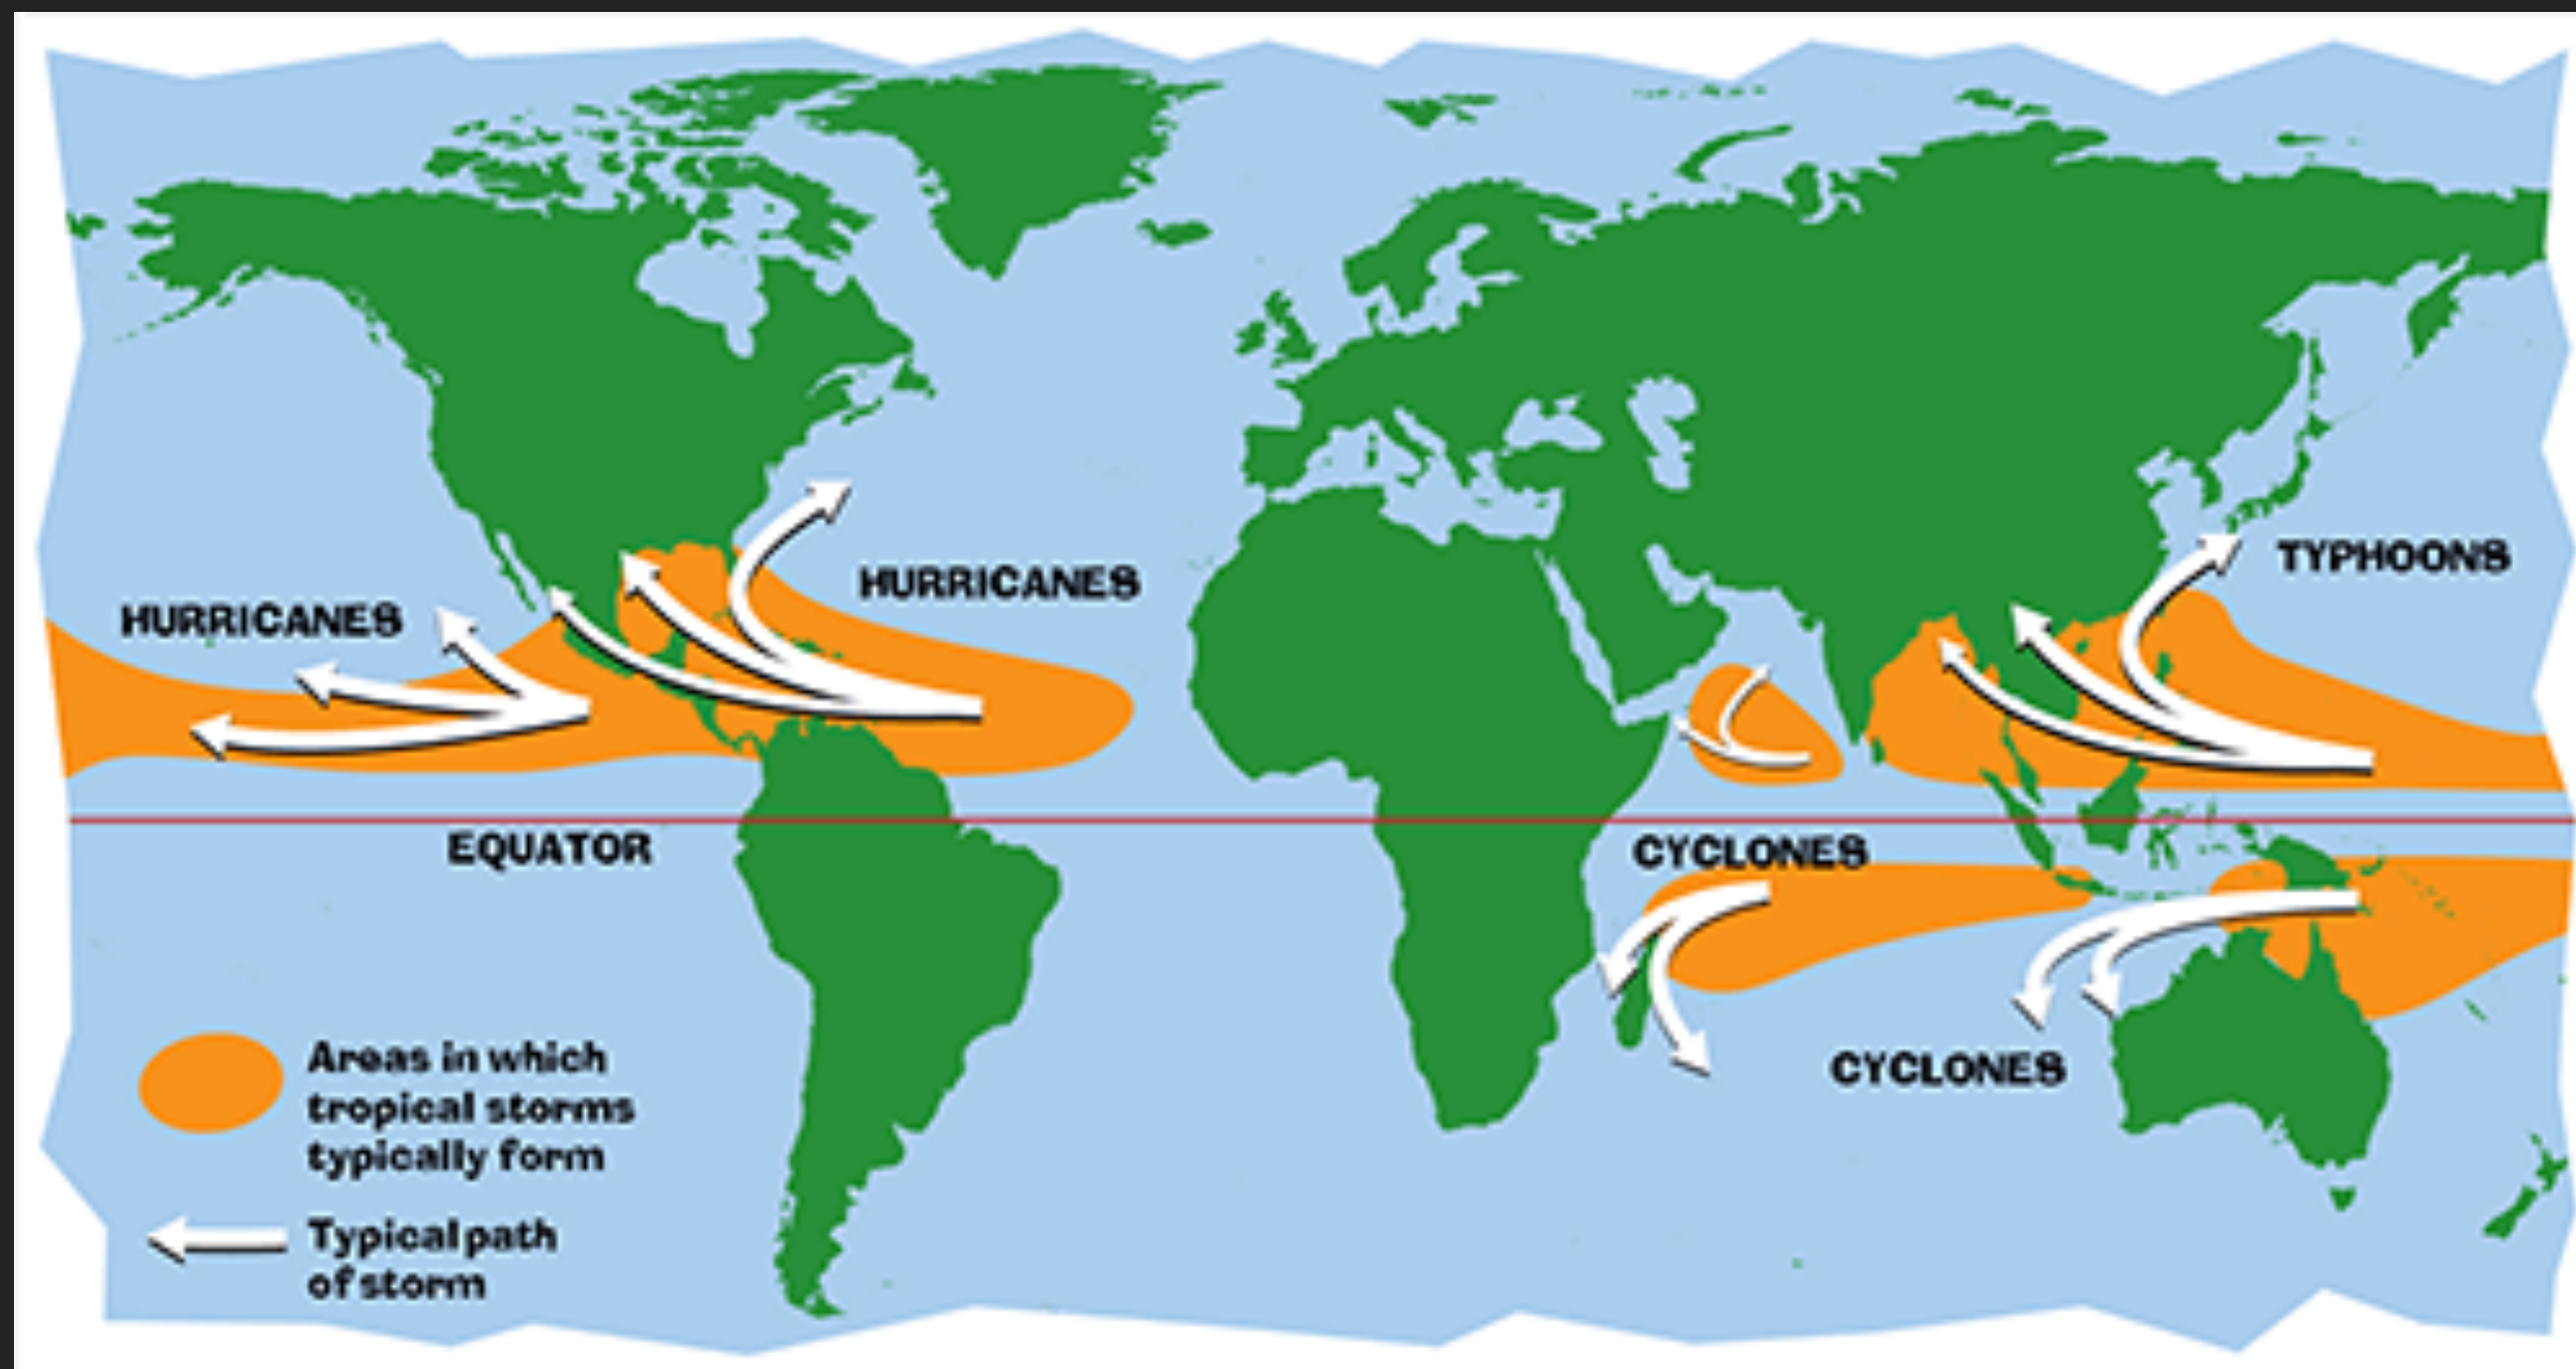 TYPHOONS
HURRICANES
HURRICANES
EQUATOR
CYCLONES
CYCLONES
Areas in which
tropical storms
typically form
Typical path
of storm